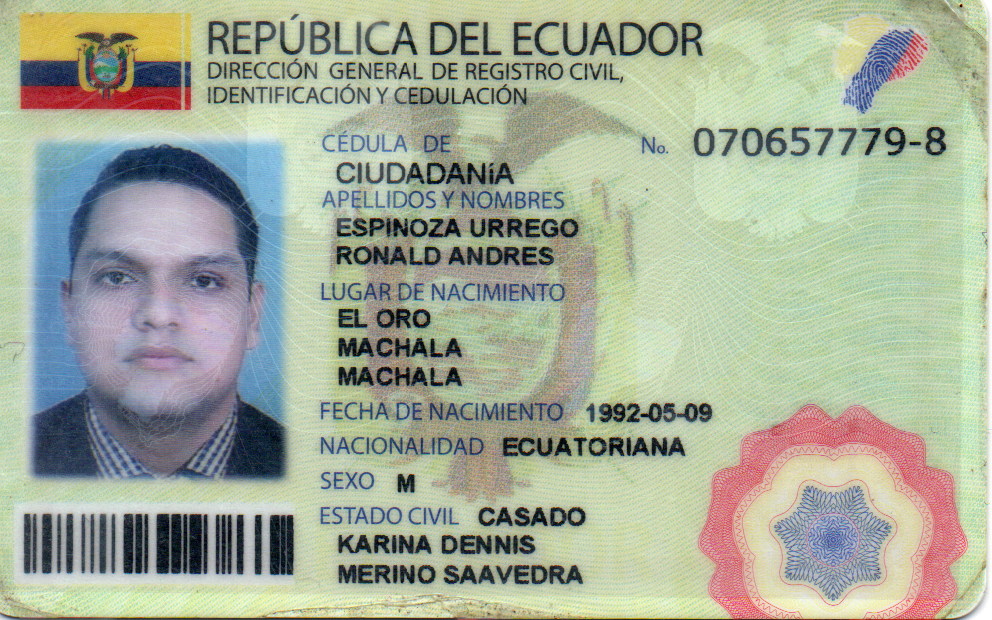 REPÚBLICA DEL ECUADOR
DIRECCIÓN GENERAL DE REGISTRO CIVIL,
IDENTIFICACIÓN Y CEDULACIÓN
CÉDULA DE No. 070657779-8
CIUDADANíA
APELLIDOS Y NOMBRES
ESPINOZA URREGO
RONALD ANDRES
LUGAR DE NACIMIENTO
EL ORO
MACHALA
MACHALA
FECHA DE NACIMIENTO 1992-05-09
NACIONALIDAD ECUATORIANA
SEXO M
ESTADO CIVIL CASADO
KARINA DENNIS
MERINO SAAVEDRA